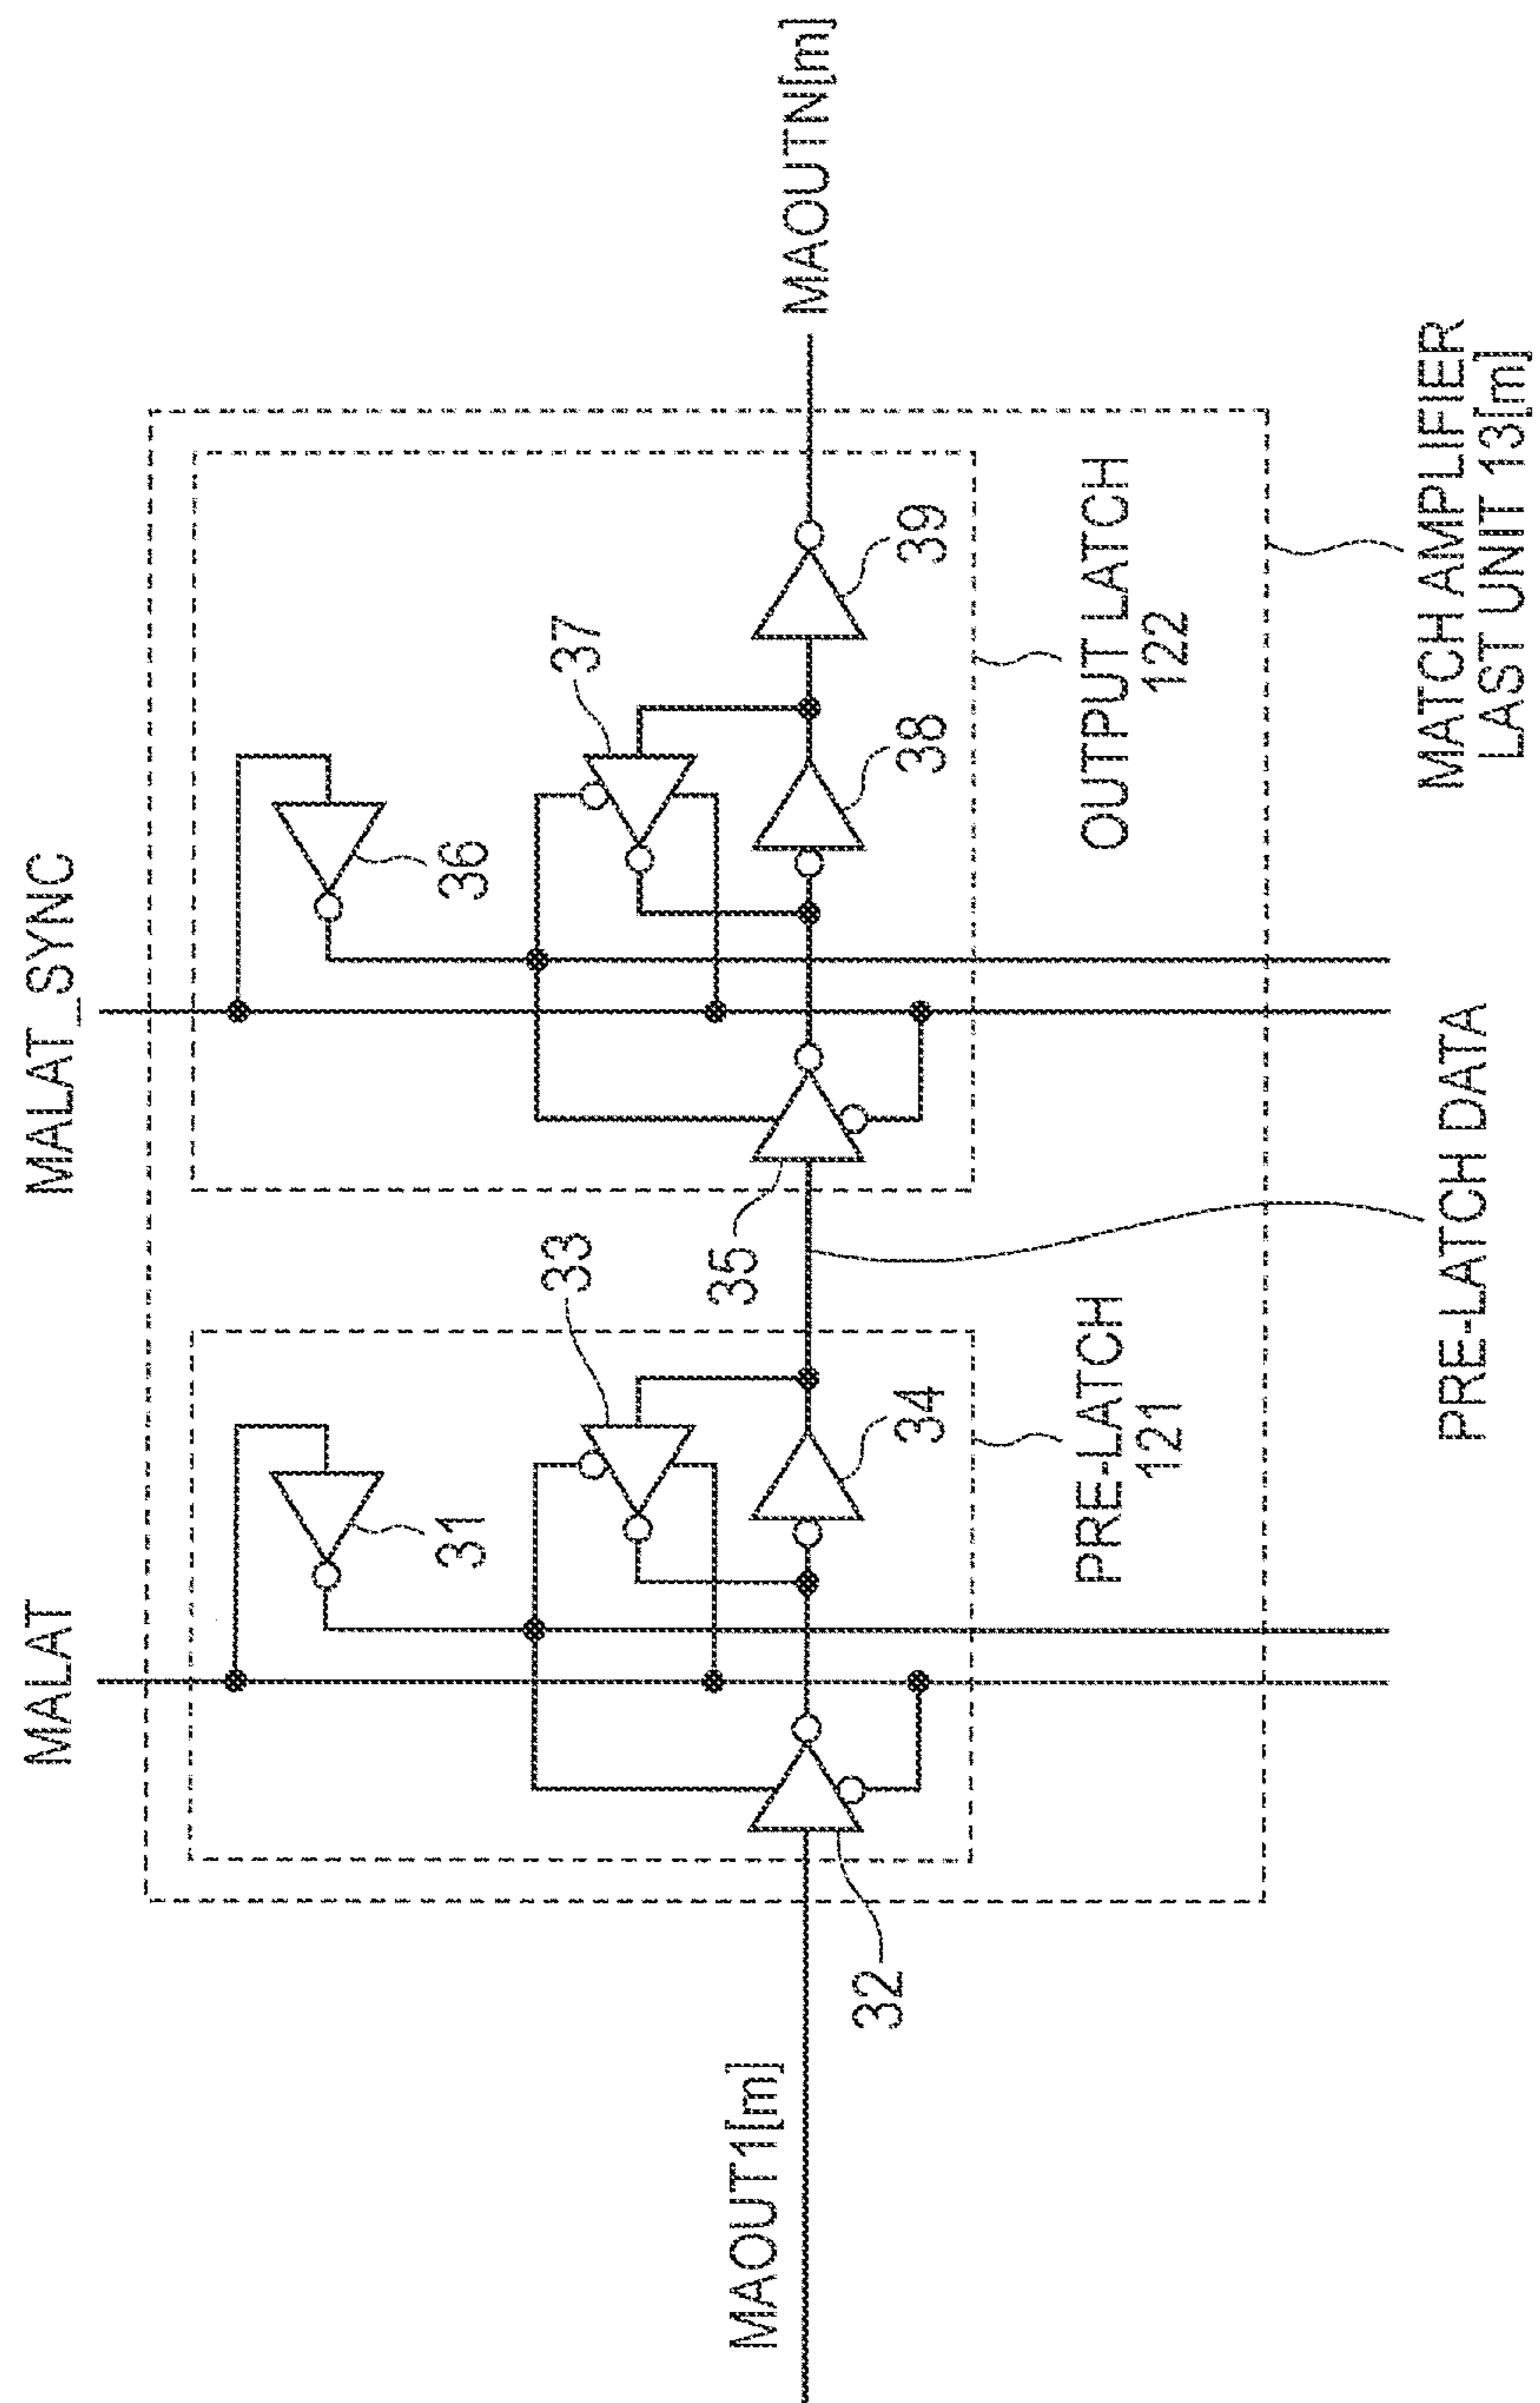 MALAT
MALAT_SYNC
31
33
36
37
MAOUT1[m]
32
34
35
38
39
MAOUTN[m]
PRE-LATCH
121
OUTPUT LATCH
122
PRE-LATCH DATA
MATCH AMPLIFIER
LAST UNIT 13[m]